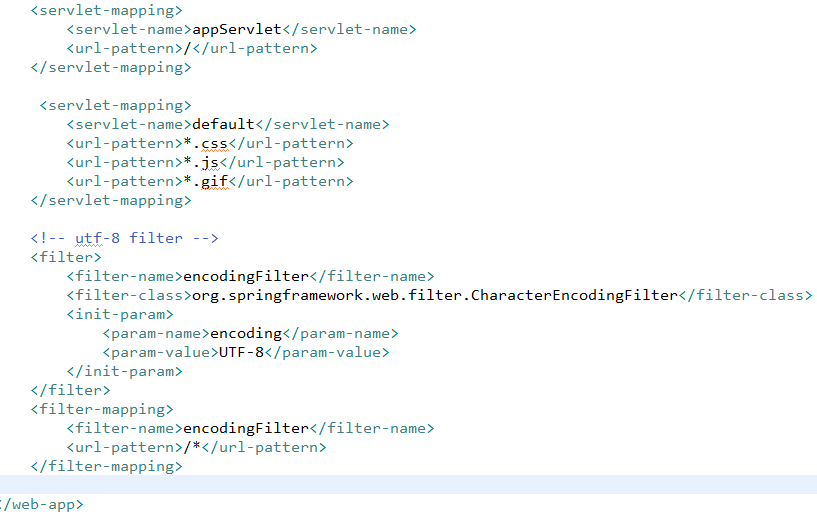 <servlet-mapping>
<servlet-name>appServlet</servlet-name>
<url-pattern>/</url-pattern>
</servlet-mapping>
<servlet-mapping>
<servlet-name>default</servlet-name>
<url-pattern>*.css</url-pattern>
<url-pattern>*.js</url-pattern>
<url-pattern>*.gif</url-pattern>
</servlet-mapping>
<!-- utf-8 filter -->
<filter>
<filter-name>encodingFilter</filter-name>
<filter-class>org.springframework.web.filter.CharacterEncodingFilter</filter-class>
<init-param>
<param-name>encoding</param-name>
<param-value>UTF-8</param-value>
</init-param>
</filter>
<filter-mapping>
<filter-name>encodingFilter</filter-name>
<url-pattern>/*</url-pattern>
</filter-mapping>
</web-app>